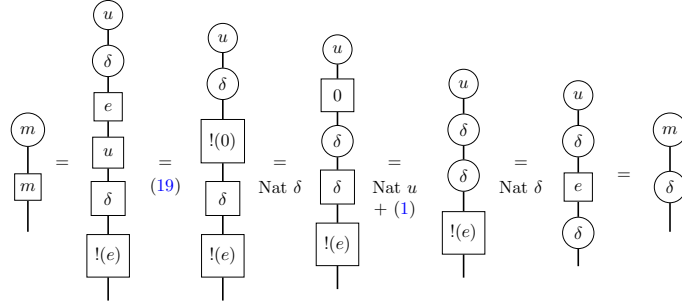 m
m
=
u
δ
e
u
δ
!(e)
=
(19)
u
δ
!(0)
δ
!(e)
=
Nat δ
u
0
δ
δ
!(e)
=
Nat u
+ (1)
u
δ
δ
!(e)
=
Nat δ
u
δ
e
δ
=
m
δ